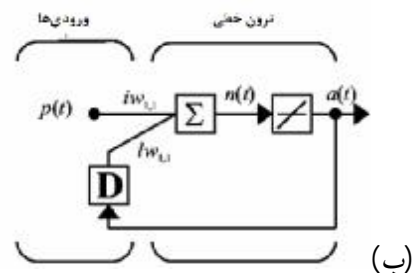 ورودی‌ها
نرون خطی
p(t)
iw1,1
Σ
n(t)
a(t)
lw1,1
D
(ب)